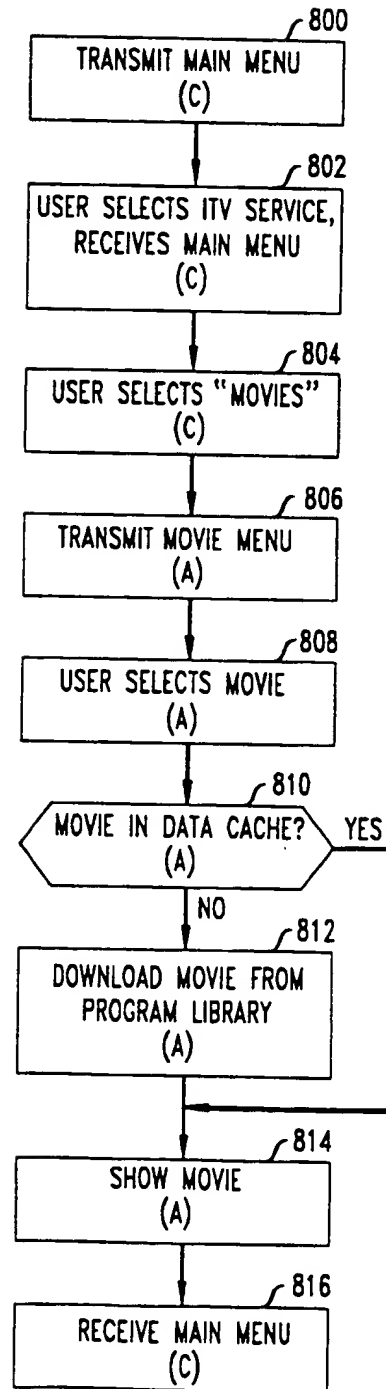 800
TRANSMIT MAIN MENU
(C)
802
USER SELECTS ITV SERVICE,
RECEIVES MAIN MENU
(C)
804
USER SELECTS "MOVIES"
(C)
806
TRANSMIT MOVIE MENU
(A)
808
USER SELECTS MOVIE
(A)
810
MOVIE IN DATA CACHE?
(A)
YES
NO
812
DOWNLOAD MOVIE FROM
PROGRAM LIBRARY
(A)
814
SHOW MOVIE
(A)
816
RECEIVE MAIN MENU
(C)